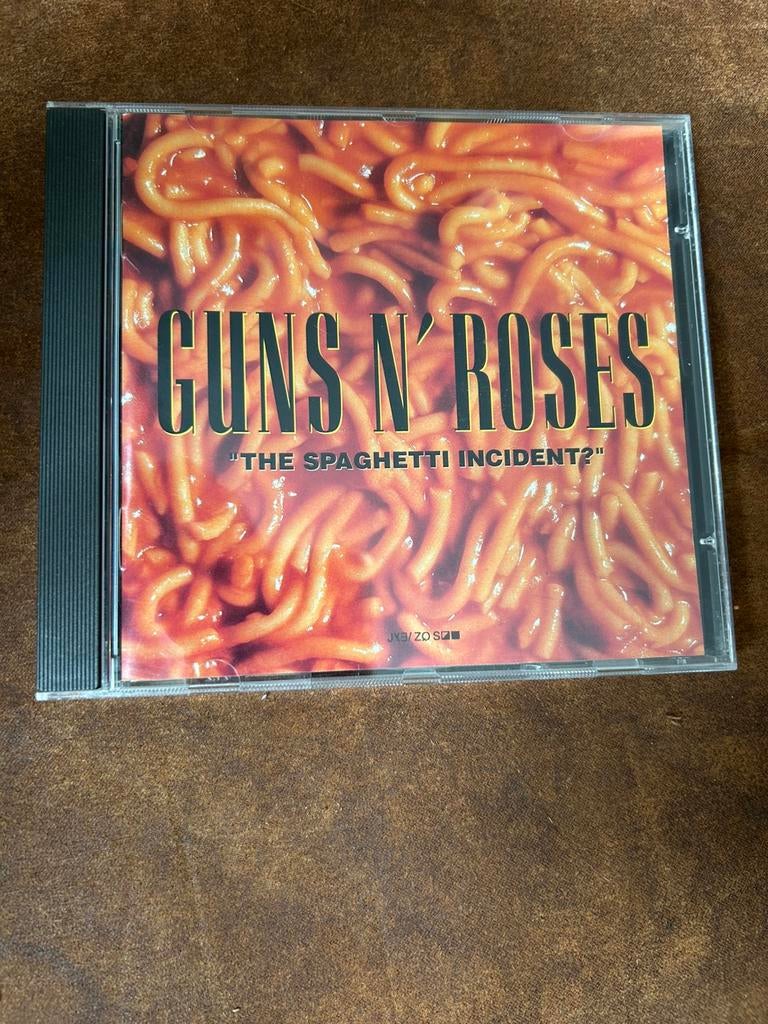 GUNS N' ROSES
"THE SPAGHETTI INCIDENT?"